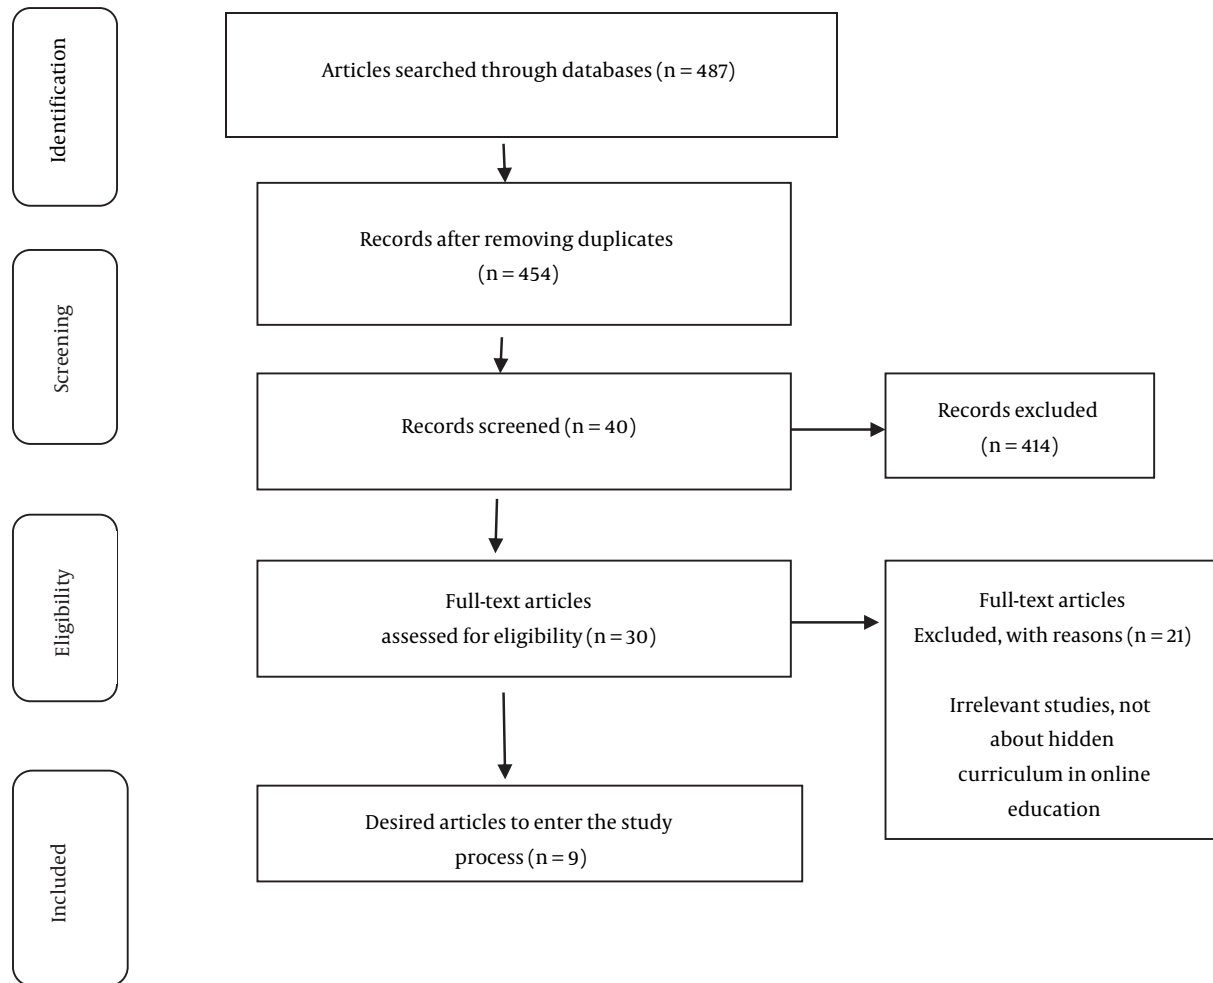 Identification
Articles searched through databases (n = 487)
Records after removing duplicates
(n = 454)
Screening
Records screened (n = 40)
Records excluded
(n = 414)
Eligibility
Full-text articles
assessed for eligibility (n = 30)
Full-text articles
Excluded, with reasons (n = 21)
Irrelevant studies, not
about hidden
curriculum in online
education
Included
Desired articles to enter the study
process (n = 9)